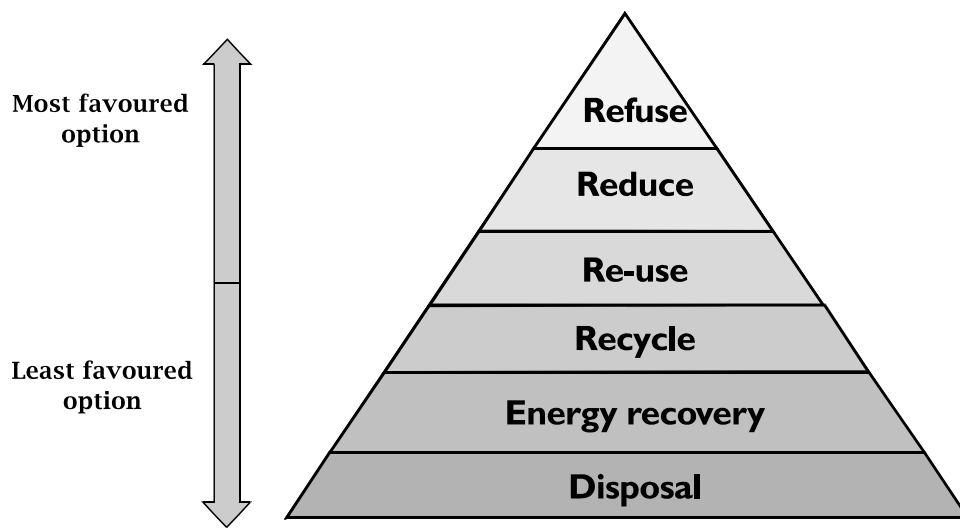 Most favoured
option
Refuse
Reduce
Re-use
Recycle
Least favoured
option
Energy recovery
Disposal